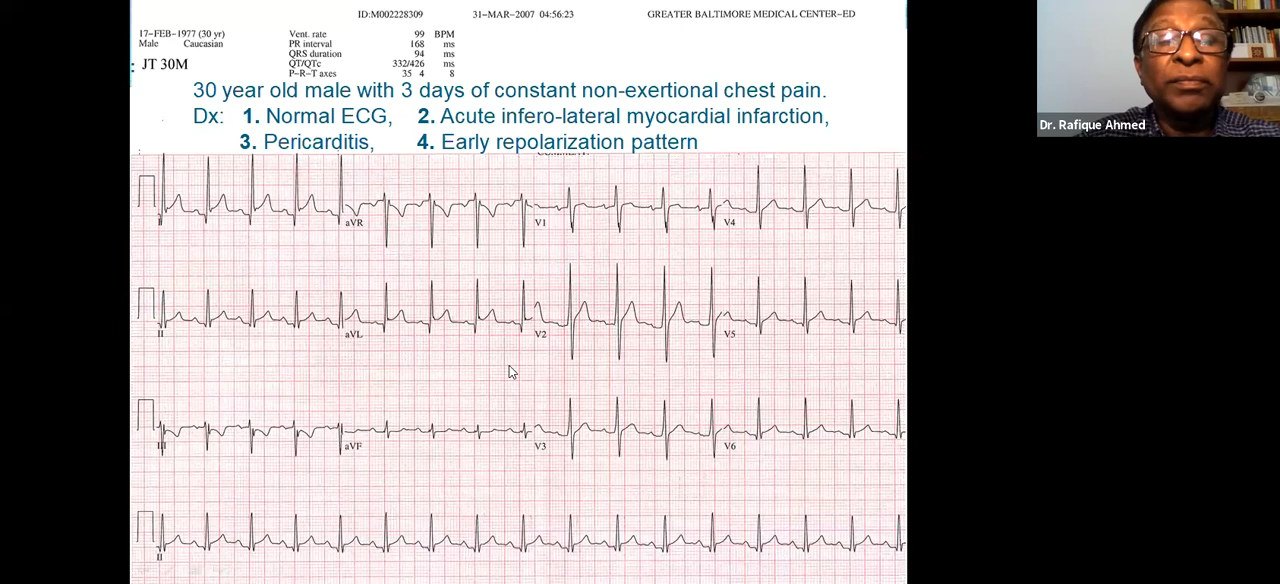 ID:M002228309 31-MAR-2007 04:56:23 GREATER BALTIMORE MEDICAL CENTER-ED
17-FEB-1977 (30 yr) Vent. rate 99 BPM
Male Caucasian PR interval 168 ms
QRS duration 94 ms
: JT 30M QT/QTc 332/426 ms
P-R-T axes 35 4 8
30 year old male with 3 days of constant non-exertional chest pain.
Dx: 1. Normal ECG, 2. Acute infero-lateral myocardial infarction,
3. Pericarditis, 4. Early repolarization pattern
I aVR V1 V4
II aVL V2 V5
III aVF V3 V6
II
Dr. Rafique Ahmed